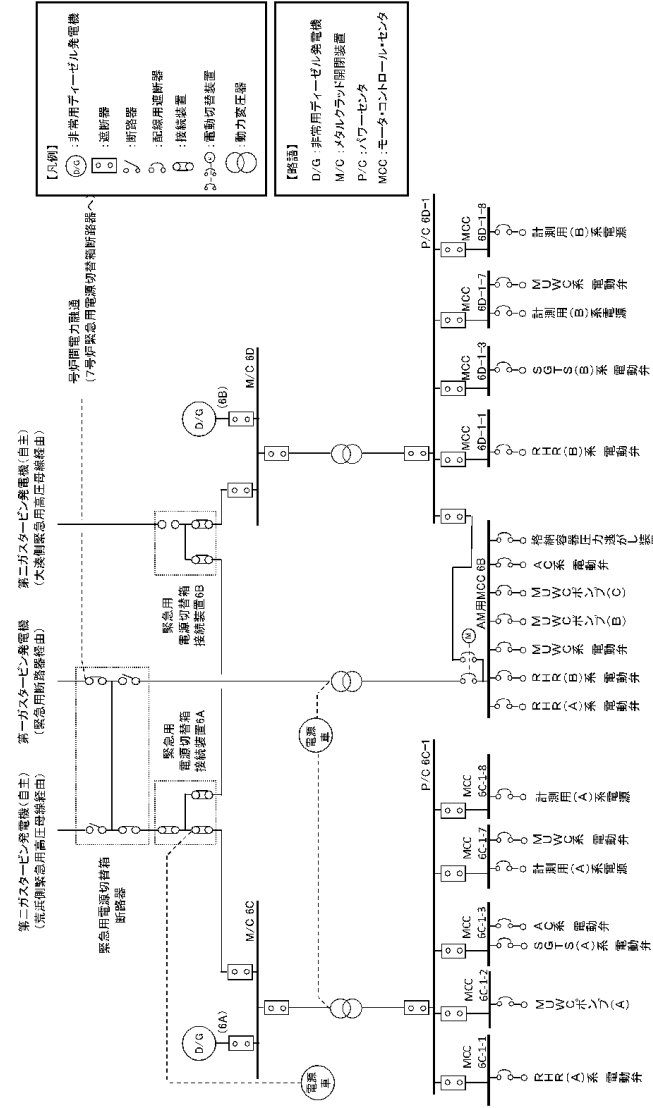 第二ガスタービン発電機(自主)
(荒浜側緊急用高圧母線経由)
第一ガスタービン発電機
(緊急用断路器経由)
第二ガスタービン発電機(自主)
(大湊側緊急用高圧母線経由)
号炉間電力融通
(7号炉緊急用電源切替箱断路器へ)
緊急用電源切替箱
断路器
緊急用
電源切替箱
接続装置6A
緊急用
電源切替箱
接続装置6B
電源
車
D/G
(6A)
M/C 6C
電源
車
D/G
(6B)
M/C 6D
P/C 6C-1
MCC
6C-1-1
RHR(A)系 電動弁
MCC
6C-1-2
MUWCポンプ(A)
MCC
6C-1-3
SGTS(A)系 電動弁
AC系 電動弁
MCC
6C-1-7
計測用(A)系電源
MUWC系 電動弁
MCC
6C-1-8
計測用(A)系電源
M
AM用MCC 6B
RHR(A)系 電動弁
RHR(B)系 電動弁
MUWC系 電動弁
MUWCポンプ(B)
MUWCポンプ(C)
AC系 電動弁
格納容器圧力逃がし装
P/C 6D-1
MCC
6D-1-1
RHR(B)系 電動弁
MCC
6D-1-3
SGTS(B)系 電動弁
MCC
6D-1-7
計測用(B)系電源
MUWC系 電動弁
MCC
6D-1-8
計測用(B)系電源
【凡例】
D/G :非常用ディーゼル発電機
:遮断器
:断路器
:配線用遮断器
:接続装置
M :電動切替装置
:動力変圧器
【略語】
D/G :非常用ディーゼル発電機
M/C :メタルクラッド開閉装置
P/C :パワーセンタ
MCC :モータ・コントロール・センタ